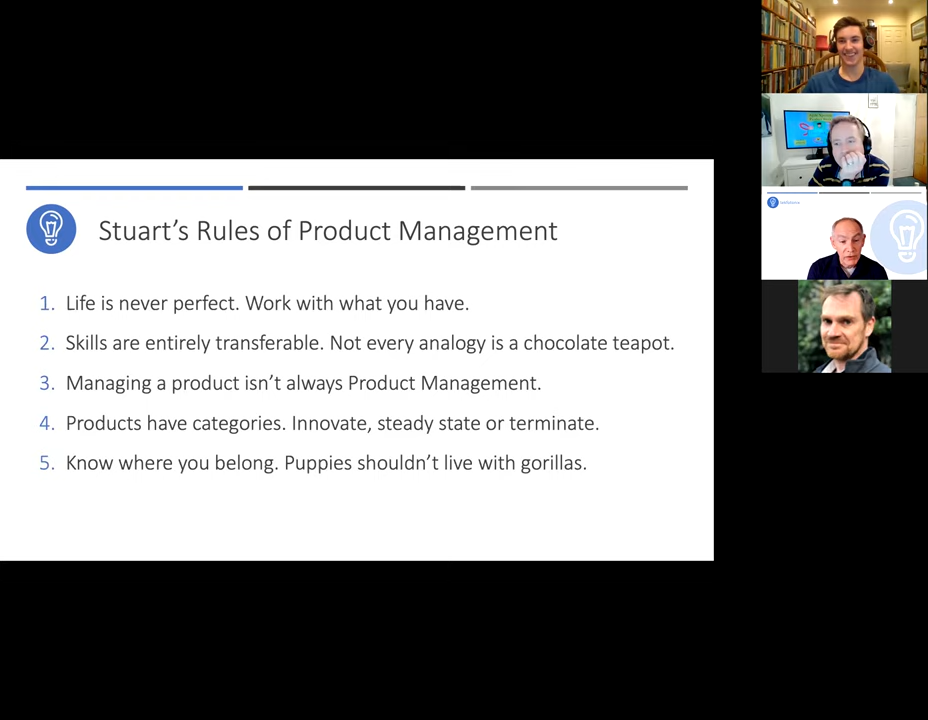 Stuart’s Rules of Product Management
1. Life is never perfect. Work with what you have.
2. Skills are entirely transferable. Not every analogy is a chocolate teapot.
3. Managing a product isn’t always Product Management.
4. Products have categories. Innovate, steady state or terminate.
5. Know where you belong. Puppies shouldn’t live with gorillas.